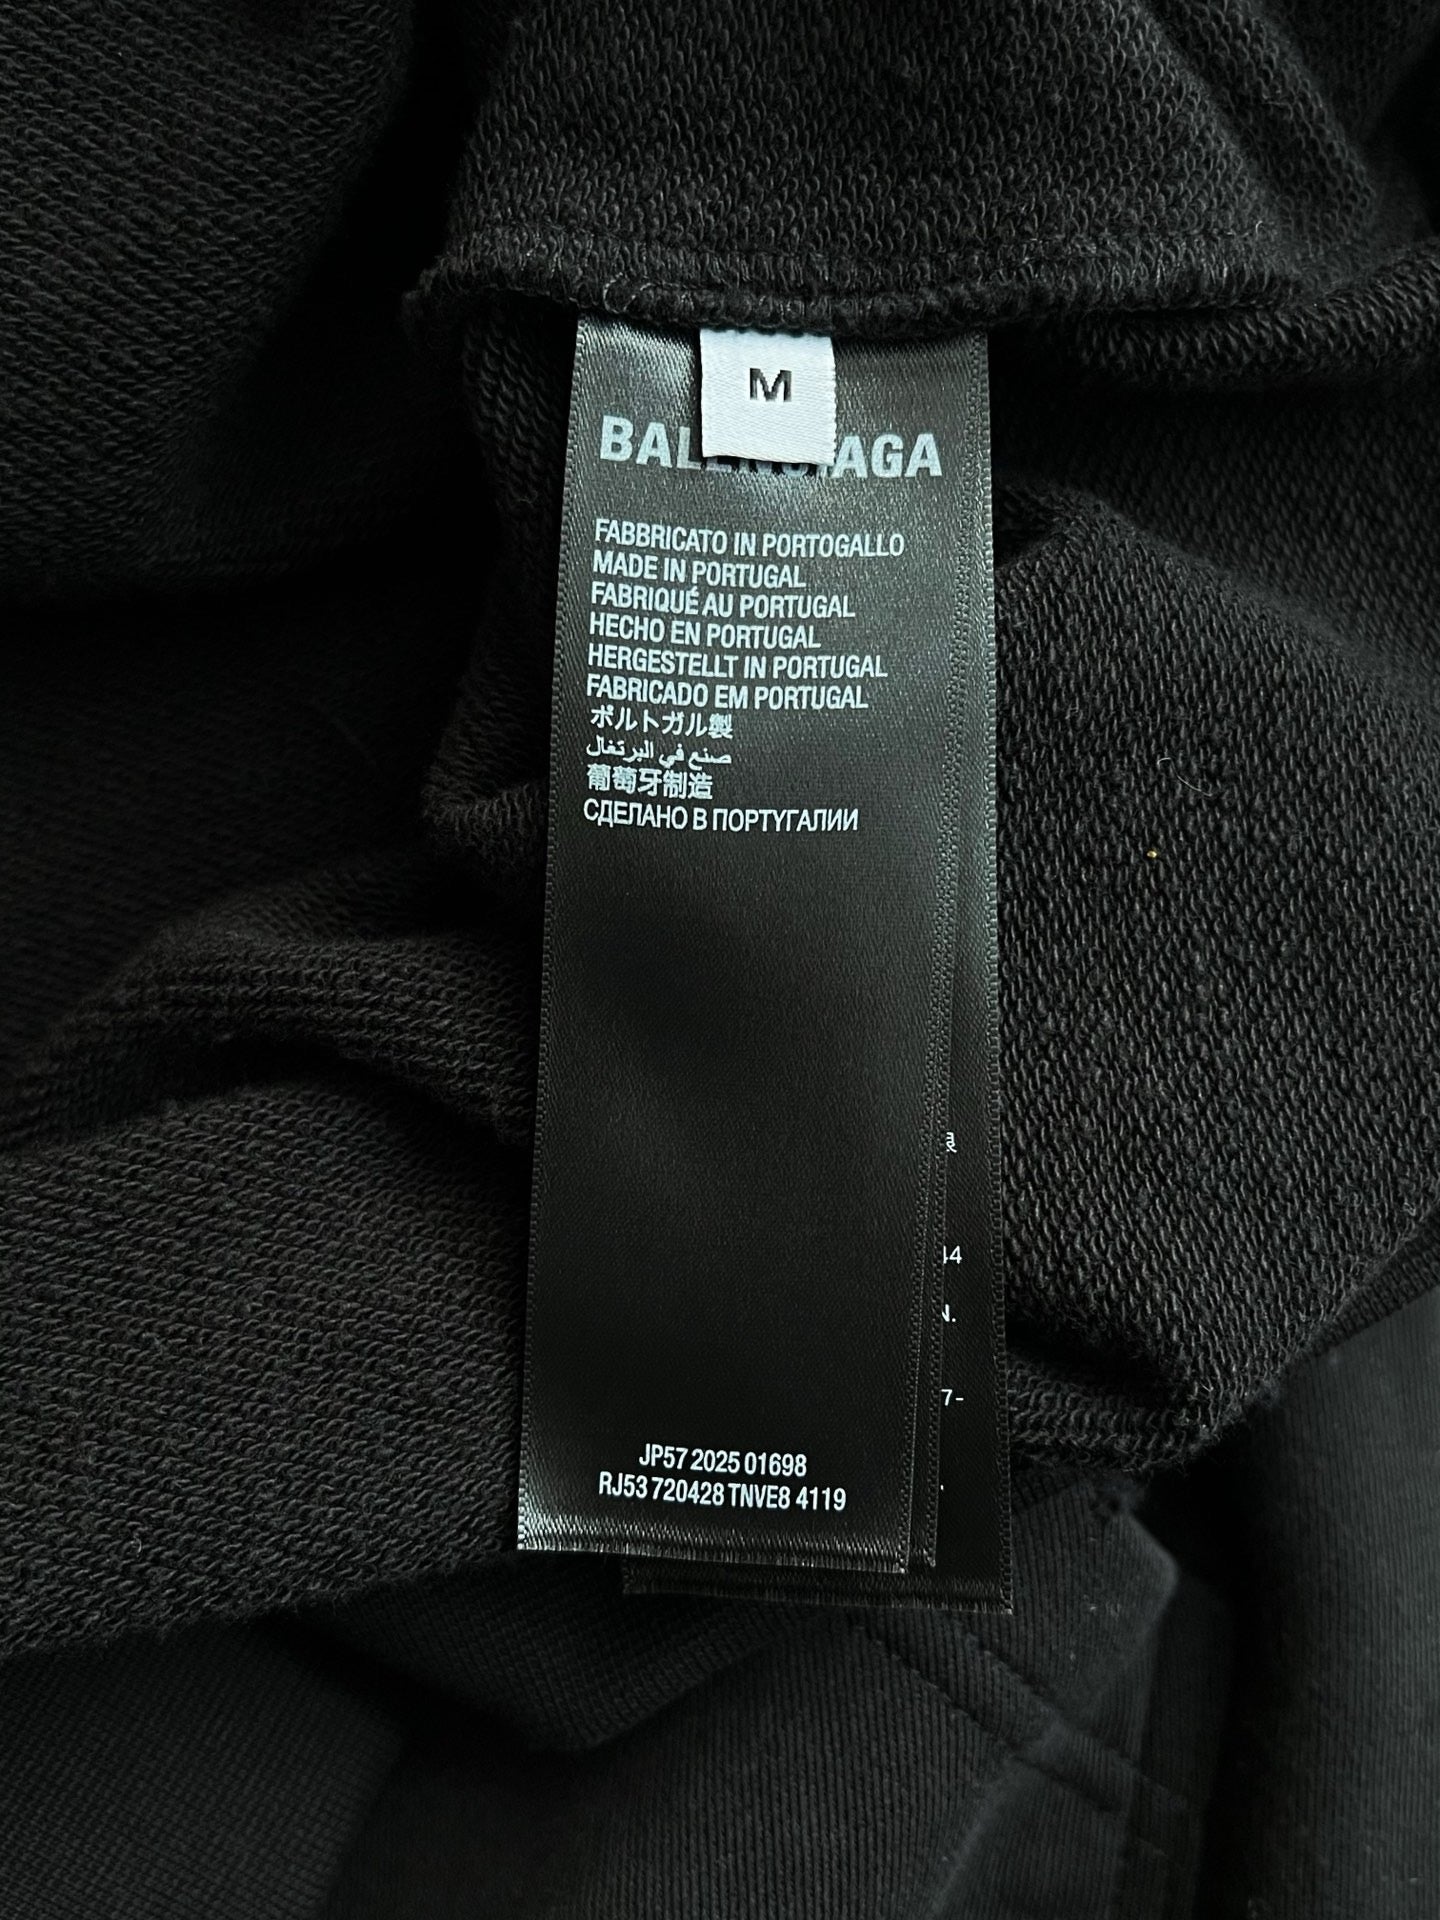 M
BALENCIAGA
FABBRICATO IN PORTOGALLO
MADE IN PORTUGAL
FABRIQUÉ AU PORTUGAL
HECHO EN PORTUGAL
HERGESTELLT IN PORTUGAL
FABRICADO EM PORTUGAL
ポルトガル製
صنع في البرتغال
葡萄牙制造
СДЕЛАНО В ПОРТУГАЛИИ
44
N.
7-
JP57 2025 01698
RJ53 720428 TNVE8 4119